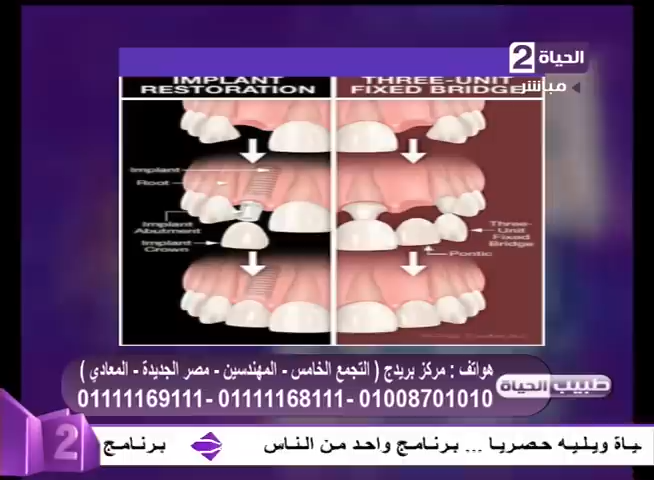 الحياة 2
مباشر
IMPLANT
RESTORATION
THREE-UNIT
FIXED BRIDGE
Implant
Root
Implant
Abutment
Implant
Crown
Three-
Unit
Fixed
Bridge
Pontic
هواتف : مركز بريدج ( التجمع الخامس - المهندسين - مصر الجديدة - المعادي )
01111169111 - 01111168111 - 01008701010
طبيب الحياة
2
ـياة ويليه حصريا ... برنامج واحد من الناس
برنامج